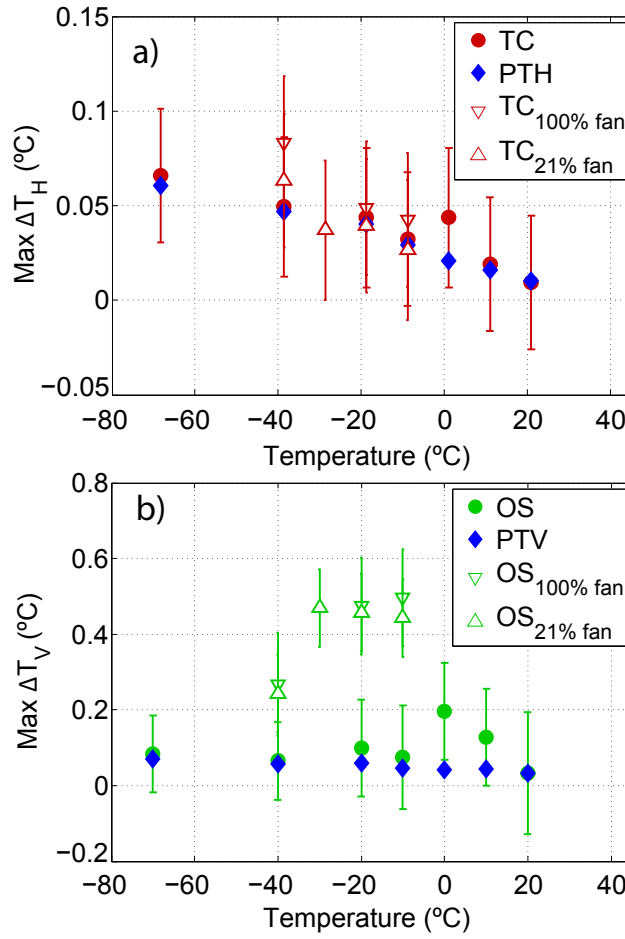 0.15
a)
TC
PTH
TC100% fan
TC21% fan
0.1
0.05
0
−0.05
Max ΔT_H (ºC)
−80 −60 −40 −20 0 20 40
Temperature (ºC)
0.8
b)
OS
PTV
OS100% fan
OS21% fan
0.6
0.4
0.2
0
−0.2
Max ΔT_V (ºC)
−80 −60 −40 −20 0 20 40
Temperature (ºC)